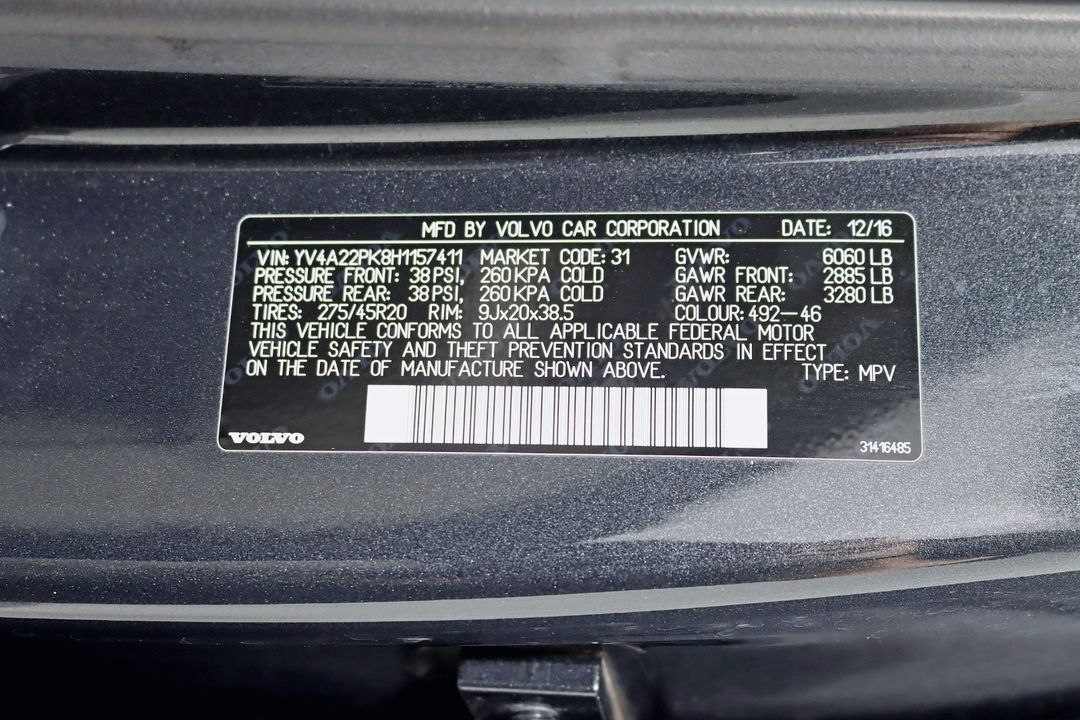 MFD BY VOLVO CAR CORPORATION DATE: 12/16
VIN: YV4A22PK8H1157411 MARKET CODE: 31 GVWR: 6060 LB
PRESSURE FRONT: 38 PSI, 260 KPA COLD GAWR FRONT: 2885 LB
PRESSURE REAR: 38 PSI, 260 KPA COLD GAWR REAR: 3280 LB
TIRES: 275/45R20 RIM: 9Jx20x38.5 COLOUR: 492-46
THIS VEHICLE CONFORMS TO ALL APPLICABLE FEDERAL MOTOR
VEHICLE SAFETY AND THEFT PREVENTION STANDARDS IN EFFECT
ON THE DATE OF MANUFACTURE SHOWN ABOVE. TYPE: MPV
VOLVO 31416485